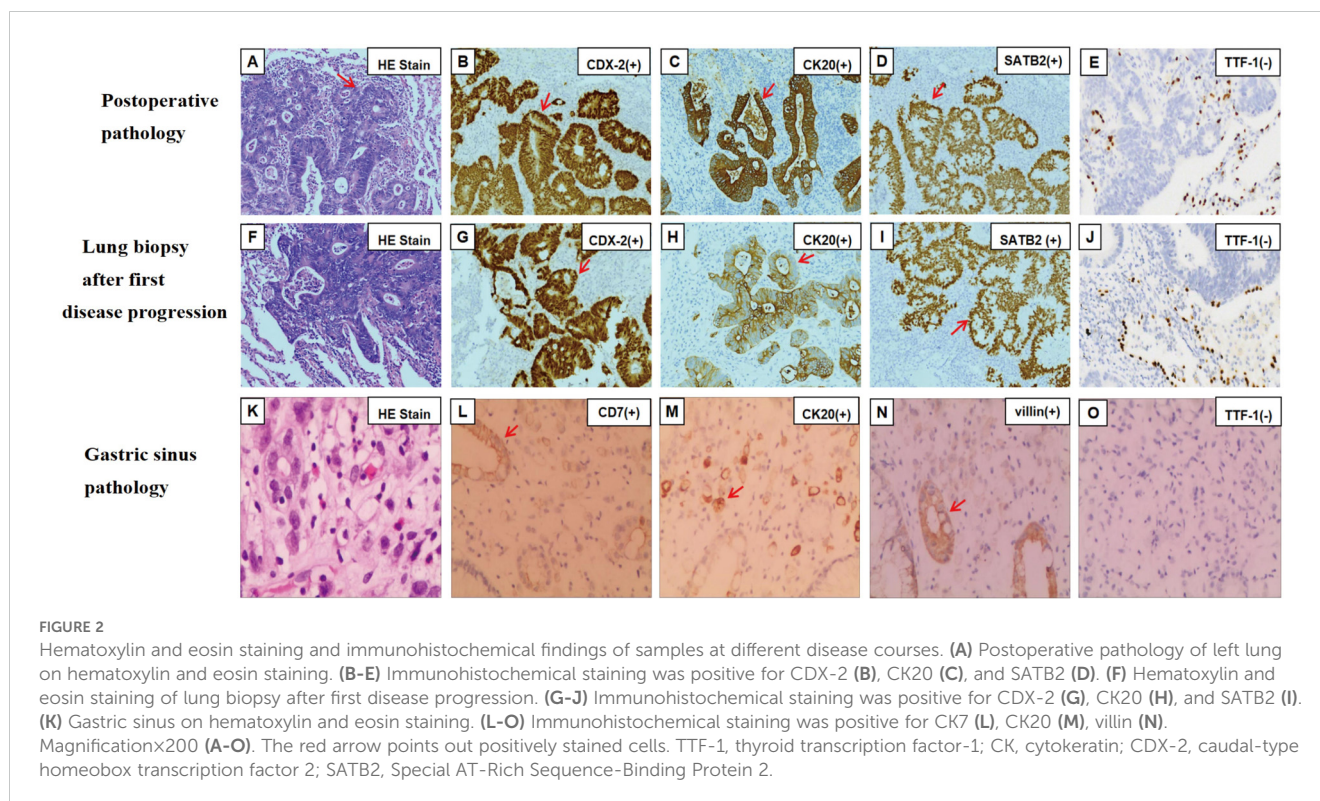 Postoperative
pathology
A HE Stain
B CDX-2(+)
C CK20(+)
D SATB2(+)
E TTF-1(-)
Lung biopsy
after first
disease progression
F HE Stain
G CDX-2(+)
H CK20(+)
I SATB2 (+)
J TTF-1(-)
Gastric sinus
pathology
K HE Stain
L CD7(+)
M CK20(+)
N villin(+)
O TTF-1(-)
FIGURE 2
Hematoxylin and eosin staining and immunohistochemical findings of samples at different disease courses. (A) Postoperative pathology of left lung
on hematoxylin and eosin staining. (B-E) Immunohistochemical staining was positive for CDX-2 (B), CK20 (C), and SATB2 (D). (F) Hematoxylin and
eosin staining of lung biopsy after first disease progression. (G-J) Immunohistochemical staining was positive for CDX-2 (G), CK20 (H), and SATB2 (I).
(K) Gastric sinus on hematoxylin and eosin staining. (L-O) Immunohistochemical staining was positive for CK7 (L), CK20 (M), villin (N).
Magnification×200 (A-O). The red arrow points out positively stained cells. TTF-1, thyroid transcription factor-1; CK, cytokeratin; CDX-2, caudal-type
homeobox transcription factor 2; SATB2, Special AT-Rich Sequence-Binding Protein 2.